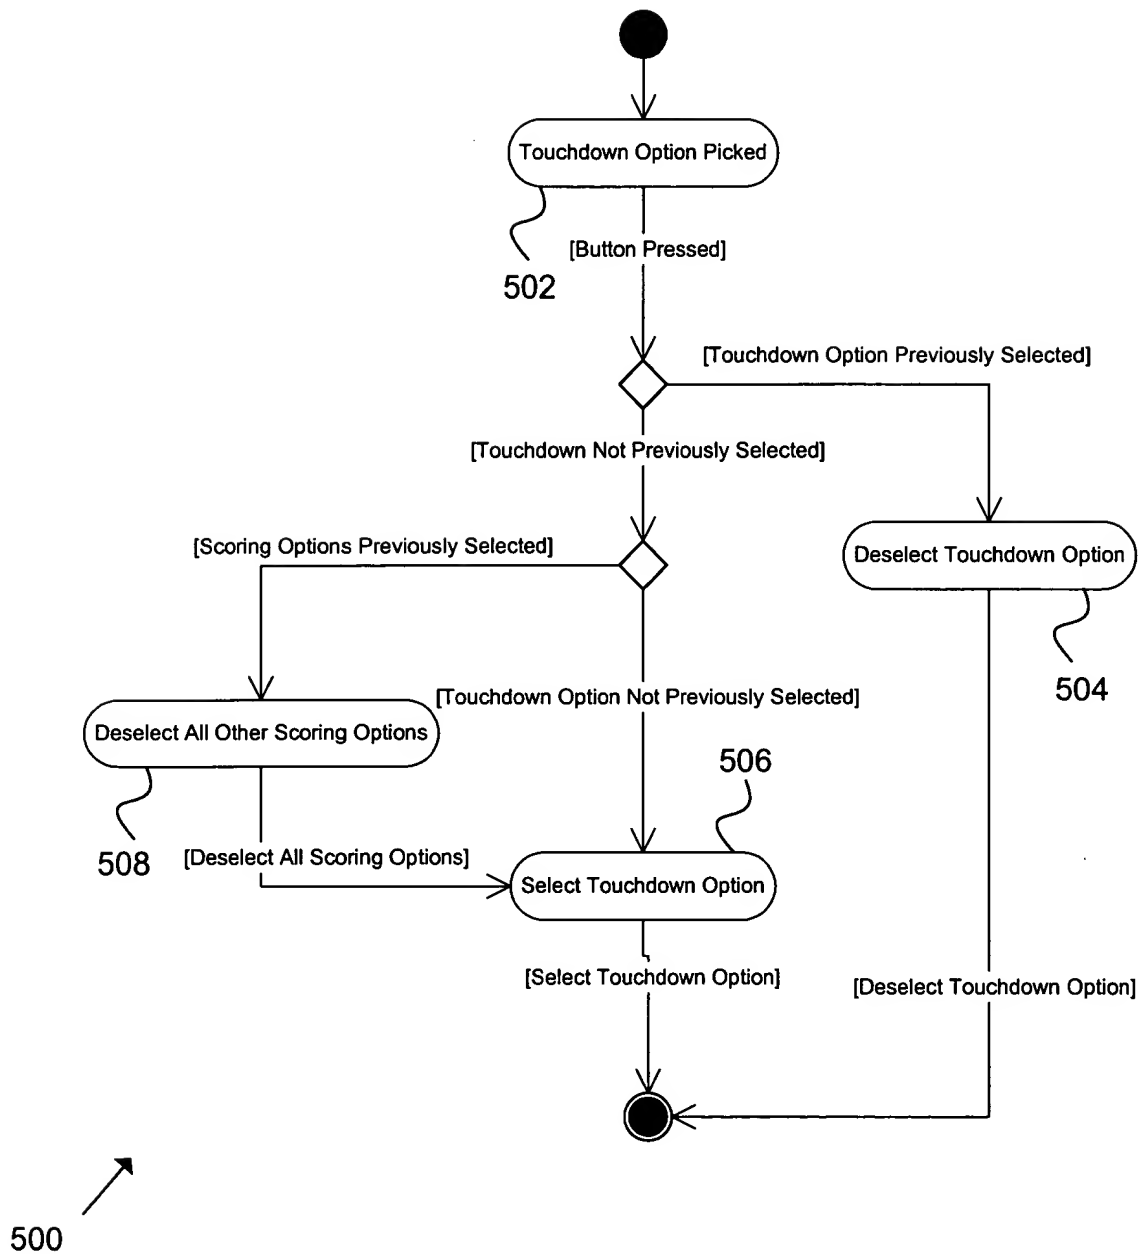 Touchdown Option Picked
[Button Pressed]
502
[Touchdown Option Previously Selected]
[Touchdown Not Previously Selected]
[Scoring Options Previously Selected]
Deselect Touchdown Option
504
[Touchdown Option Not Previously Selected]
Deselect All Other Scoring Options
506
508
[Deselect All Scoring Options]
Select Touchdown Option
[Select Touchdown Option]
[Deselect Touchdown Option]
500